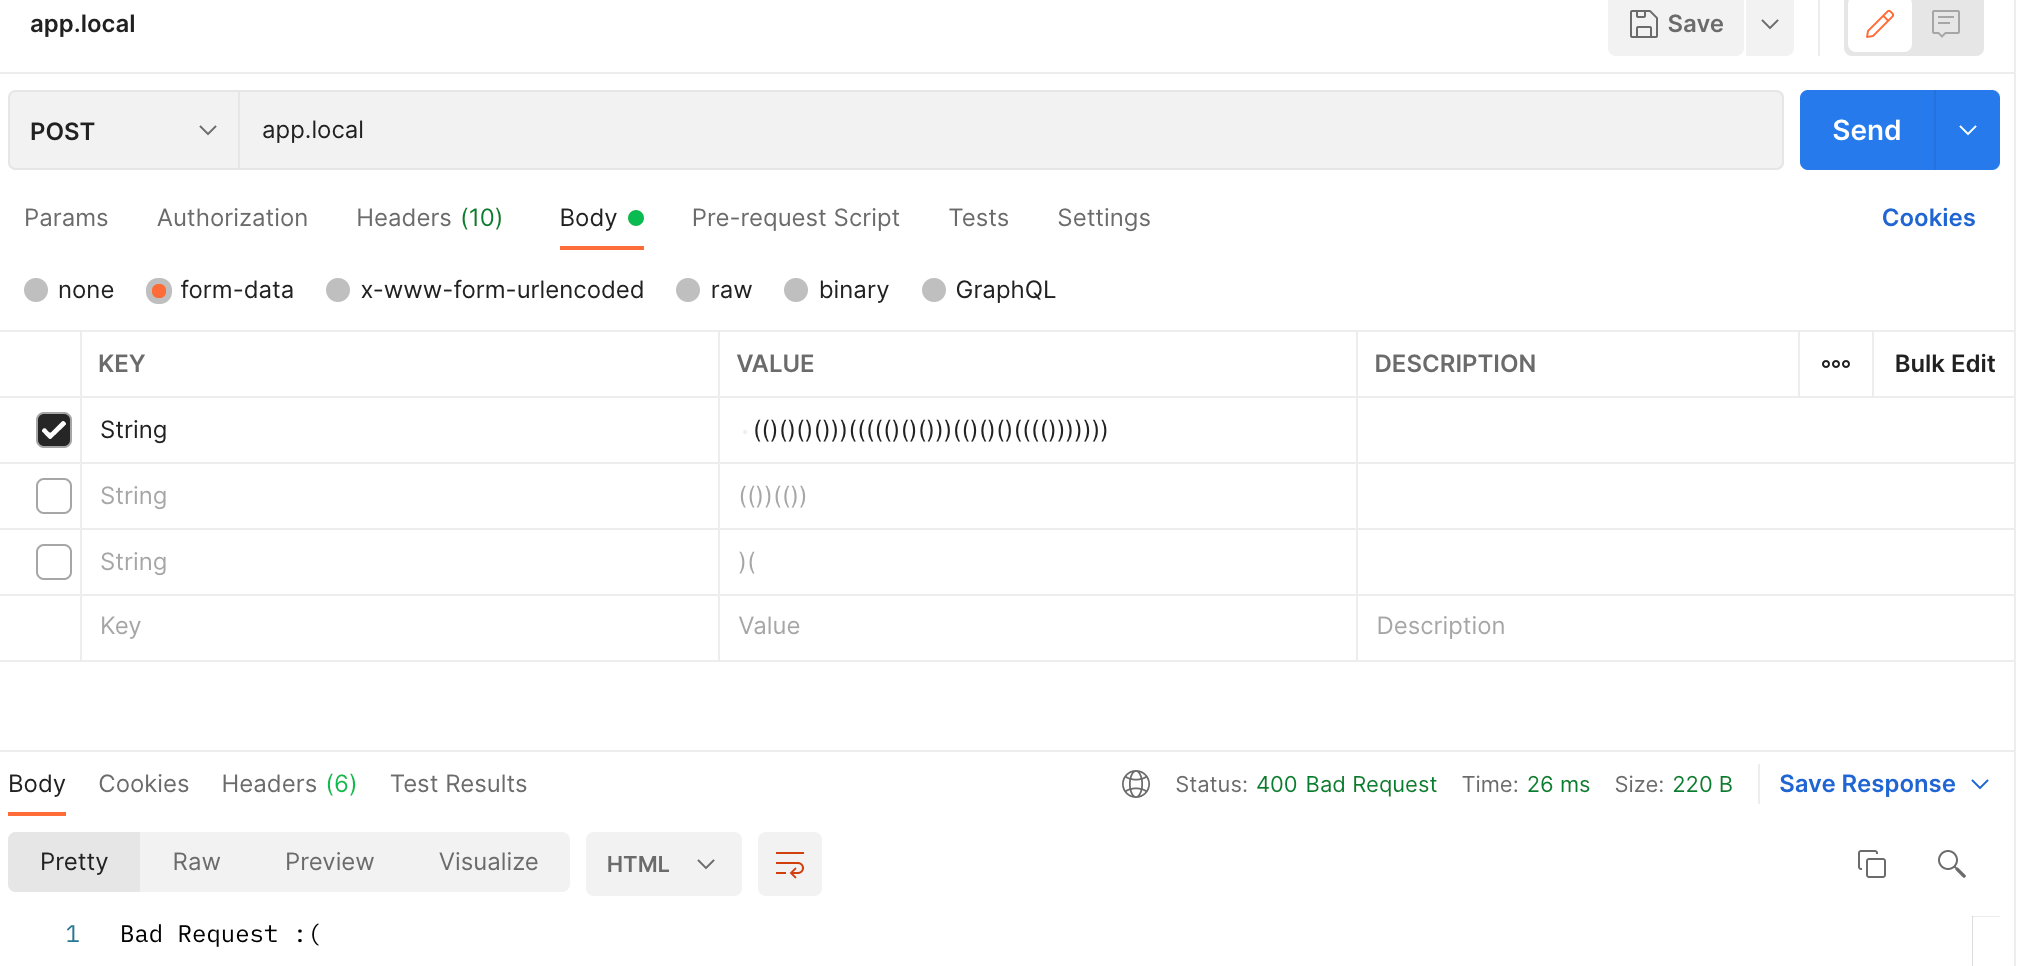 app.local
Save
POST app.local Send
Params Authorization Headers (10) Body Pre-request Script Tests Settings Cookies
none form-data x-www-form-urlencoded raw binary GraphQL
KEY VALUE DESCRIPTION ooo Bulk Edit
String (()()()()))((((()()()))(()()()(((()))))))
String (())(())
String )(
Key Value Description
Body Cookies Headers (6) Test Results Status: 400 Bad Request Time: 26 ms Size: 220 B Save Response
Pretty Raw Preview Visualize HTML
1 Bad Request :(